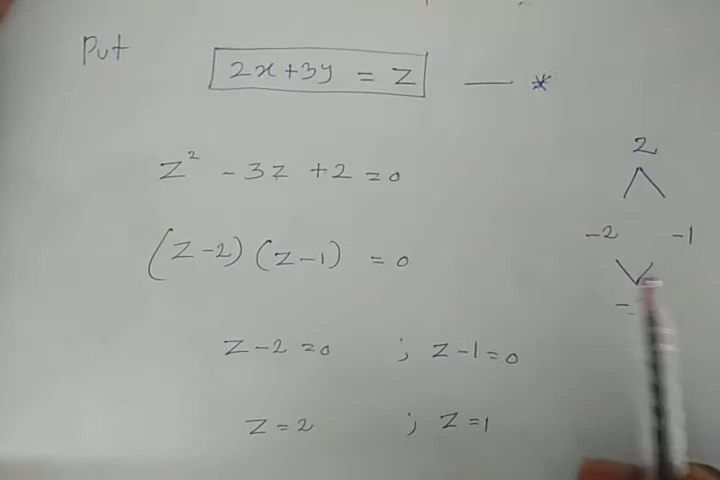 Put
2x+3y = z — *
z² - 3z + 2 = 0
2
(z-2) (z-1) = 0
-2 -1
z-2=0 ; z-1=0
z=2 ; z=1